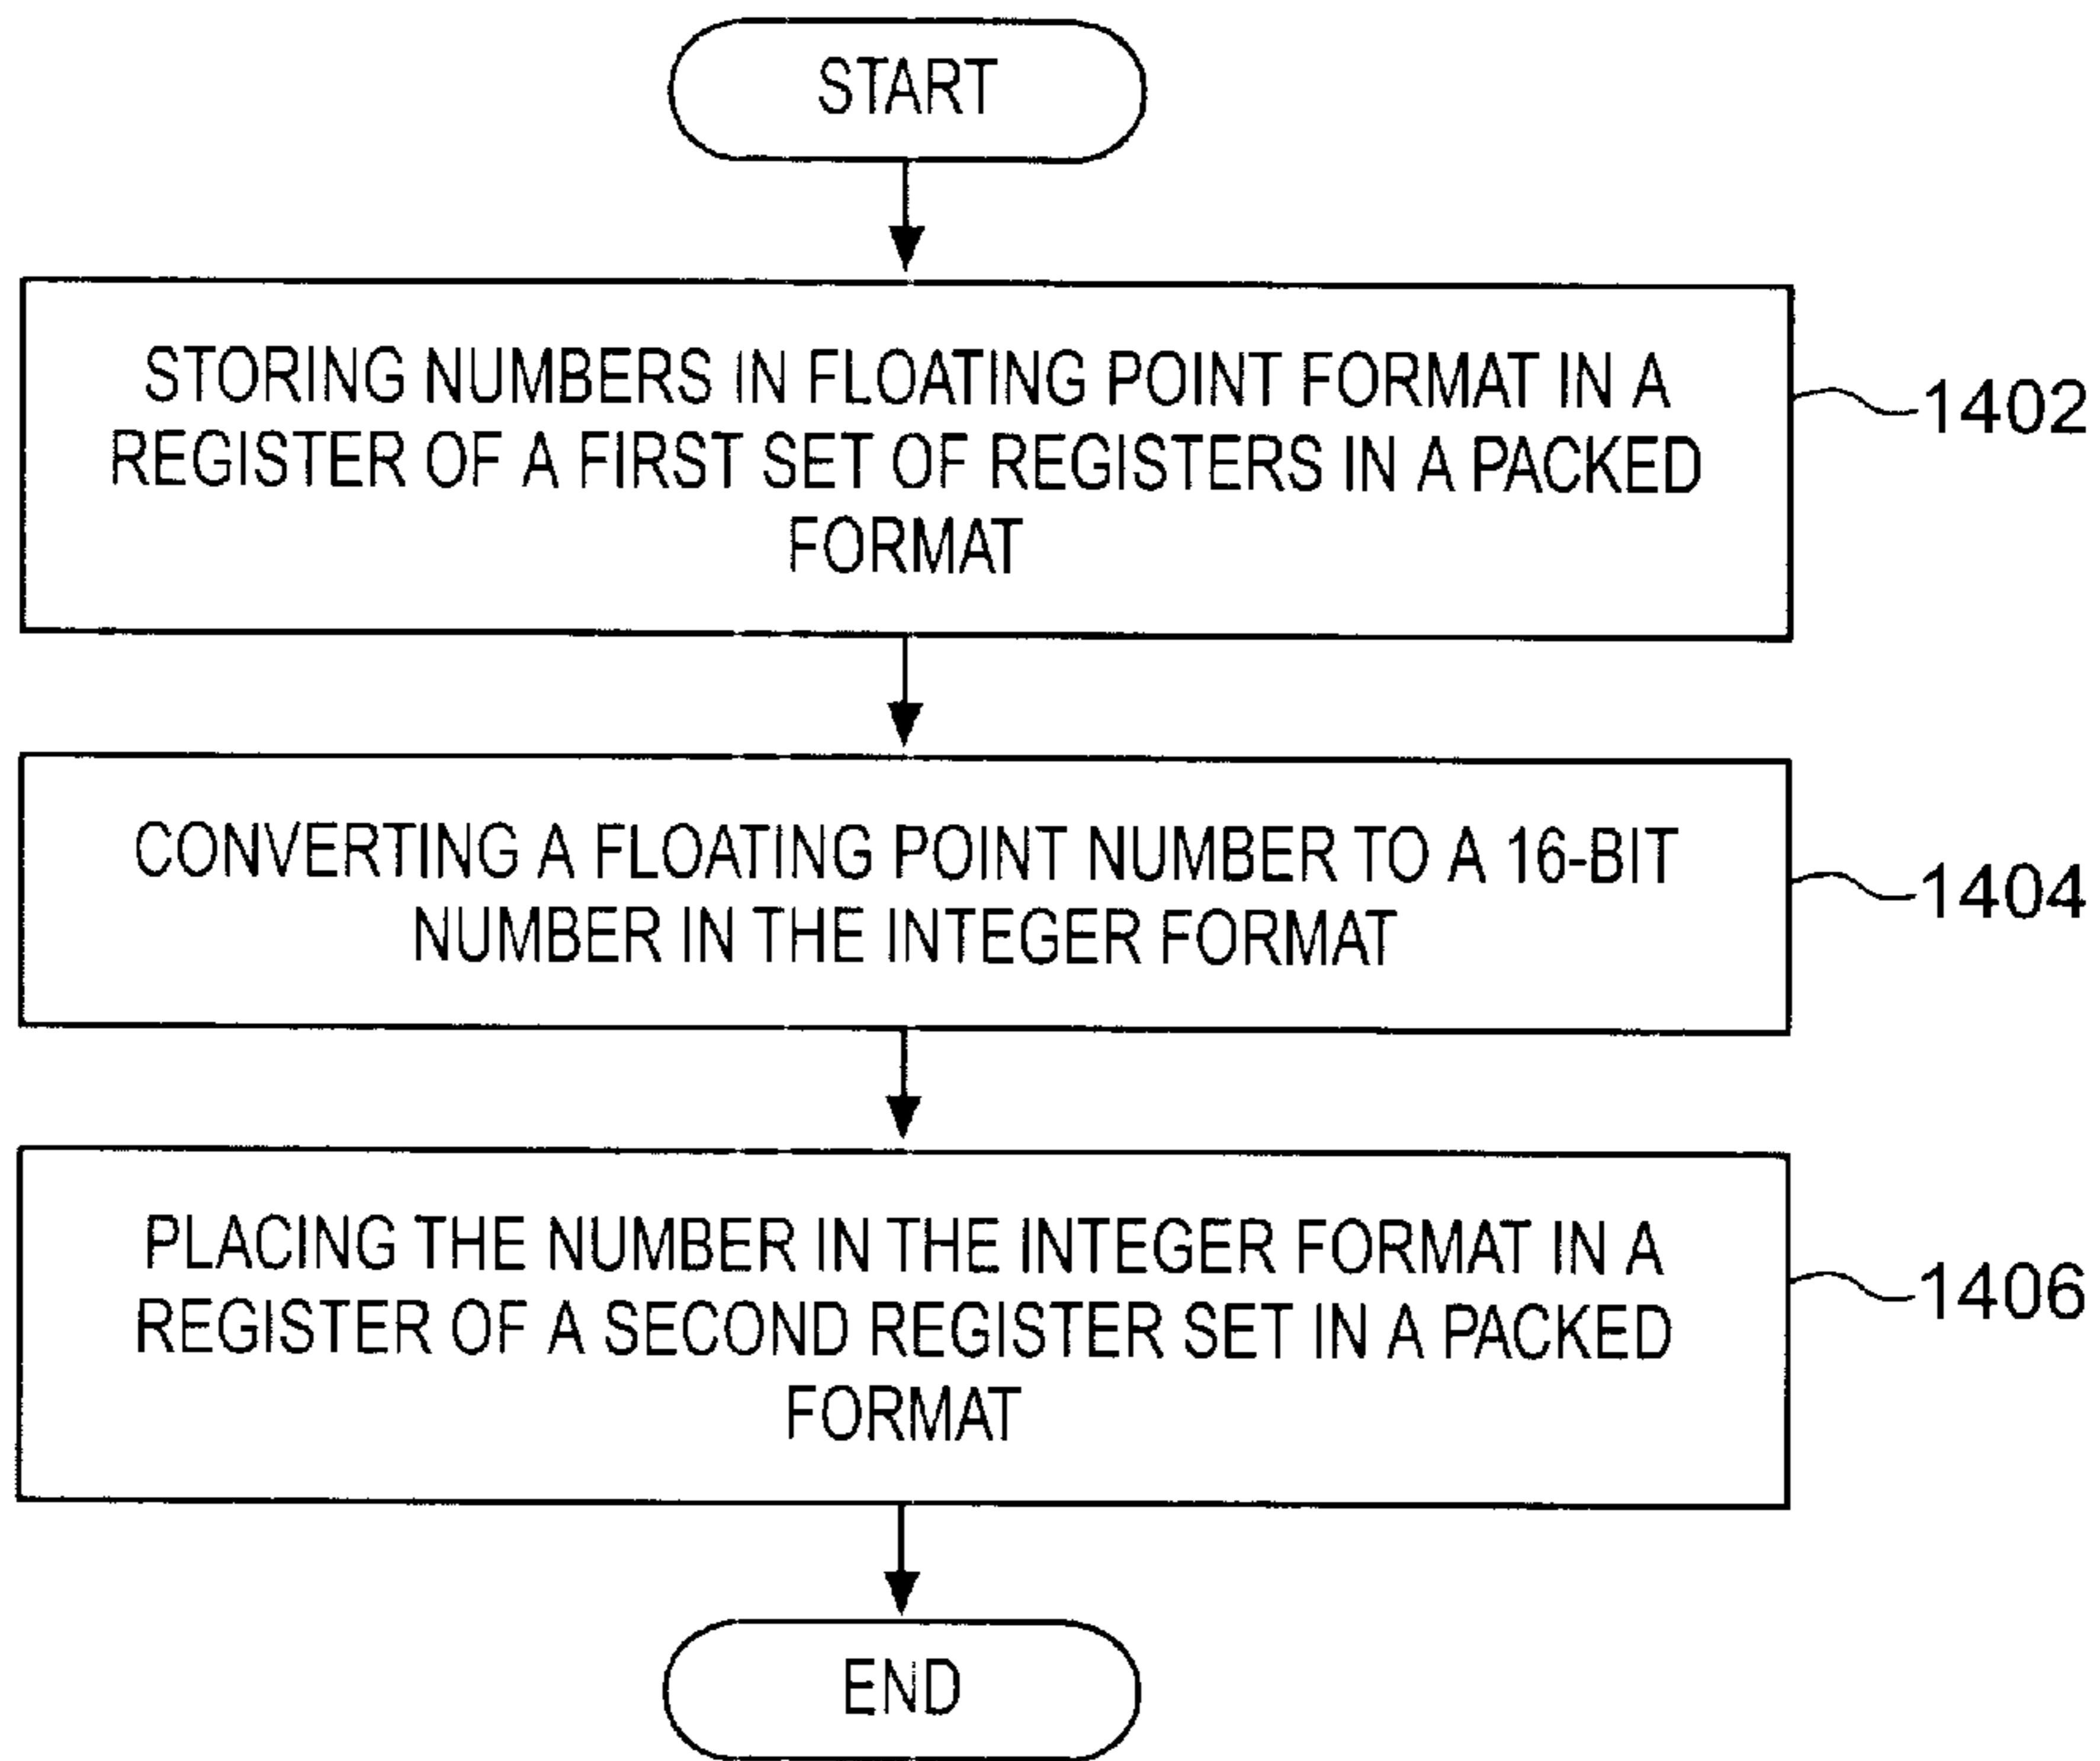 START
STORING NUMBERS IN FLOATING POINT FORMAT IN A
REGISTER OF A FIRST SET OF REGISTERS IN A PACKED
FORMAT
1402
CONVERTING A FLOATING POINT NUMBER TO A 16-BIT
NUMBER IN THE INTEGER FORMAT
1404
PLACING THE NUMBER IN THE INTEGER FORMAT IN A
REGISTER OF A SECOND REGISTER SET IN A PACKED
FORMAT
1406
END